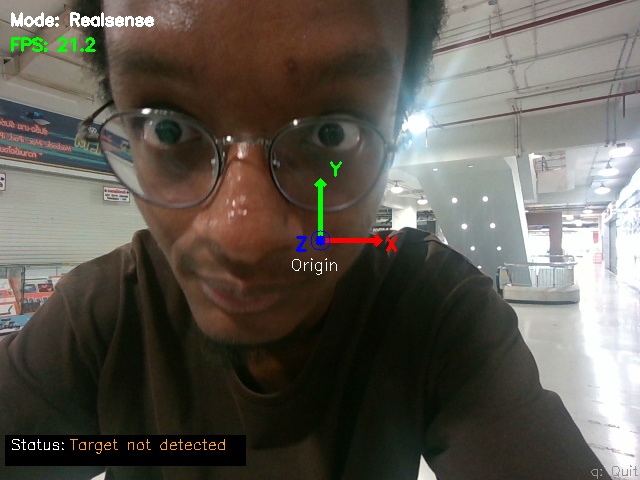 Mode: Realsense
FPS: 21.2
Y
Z
X
Origin
Status: Target not detected
q: Quit